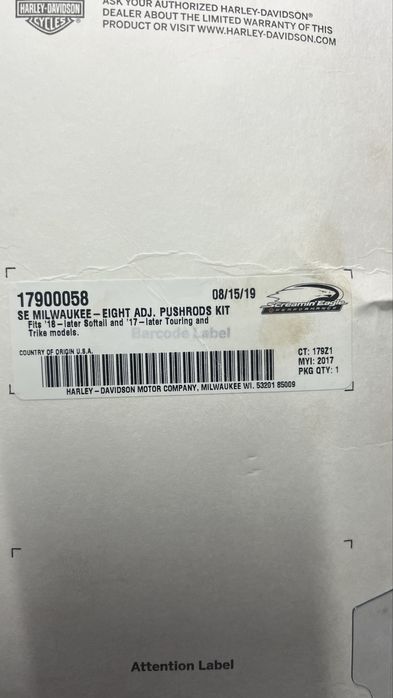 HARLEY-DAVIDSON
CYCLES
ASK YOUR AUTHORIZED HARLEY-DAVIDSON®
DEALER ABOUT THE LIMITED WARRANTY OF THIS
PRODUCT OR VISIT WWW.HARLEY-DAVIDSON.COM
17900058 08/15/19
Screamin' Eagle
PERFORMANCE
SE MILWAUKEE-EIGHT ADJ. PUSHRODS KIT
Fits '18-later Softail and '17-later Touring and
Trike models.
Barcode Label
COUNTRY OF ORIGIN U.S.A.
CT: 179Z1
MYI: 2017
PKG QTY: 1
HARLEY-DAVIDSON MOTOR COMPANY, MILWAUKEE WI. 53201 85009
Attention Label